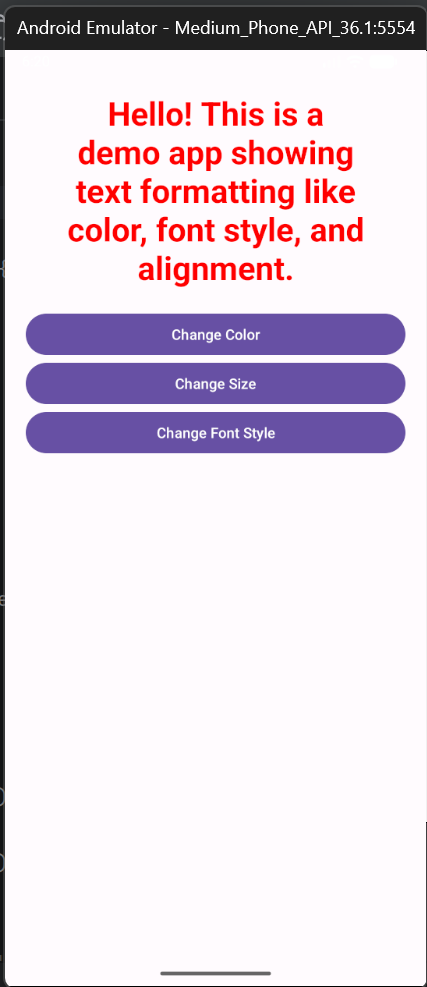 Android Emulator - Medium_Phone_API_36.1:5554
Hello! This is a
demo app showing
text formatting like
color, font style, and
alignment.
Change Color
Change Size
Change Font Style